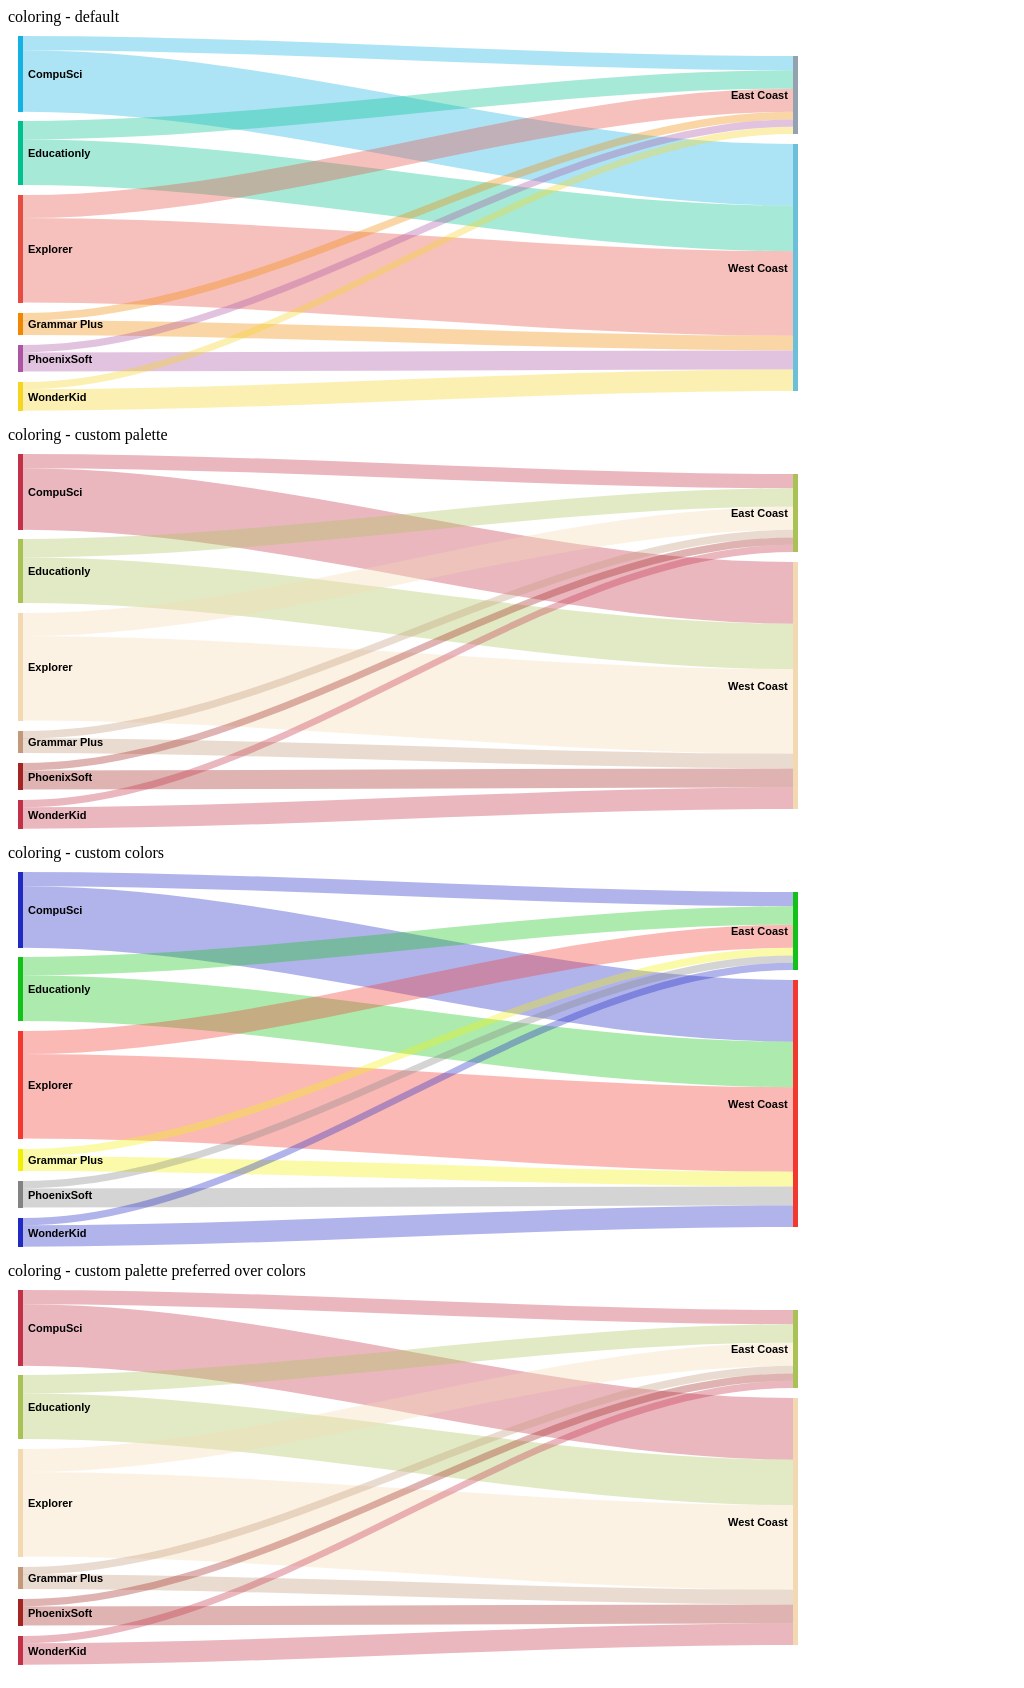 coloring - default
CompuSci
East Coast
Educationly
Explorer
West Coast
Grammar Plus
PhoenixSoft
WonderKid
coloring - custom palette
CompuSci
East Coast
Educationly
Explorer
West Coast
Grammar Plus
PhoenixSoft
WonderKid
coloring - custom colors
CompuSci
East Coast
Educationly
Explorer
West Coast
Grammar Plus
PhoenixSoft
WonderKid
coloring - custom palette preferred over colors
CompuSci
East Coast
Educationly
Explorer
West Coast
Grammar Plus
PhoenixSoft
WonderKid